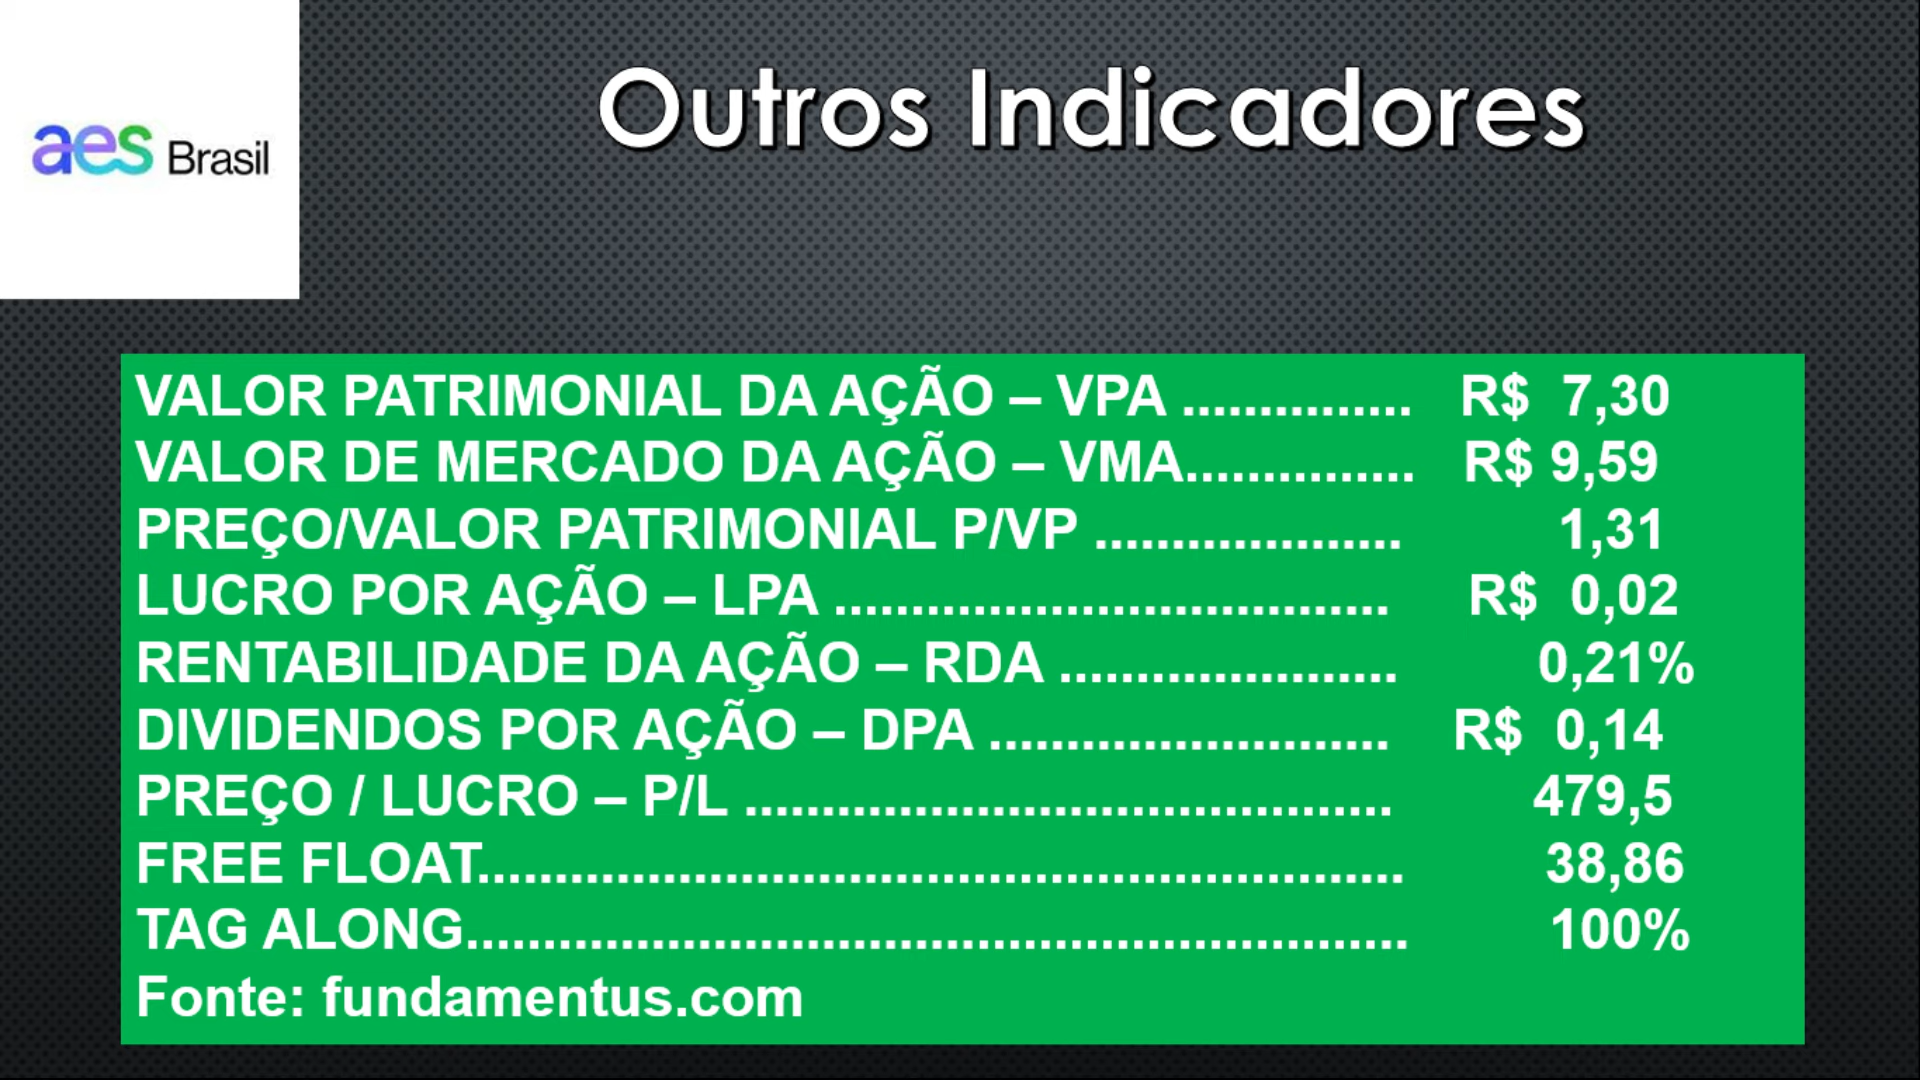 aes Brasil
Outros Indicadores
VALOR PATRIMONIAL DA AÇÃO – VPA ............... R$ 7,30
VALOR DE MERCADO DA AÇÃO – VMA............... R$ 9,59
PREÇO/VALOR PATRIMONIAL P/VP .................... 1,31
LUCRO POR AÇÃO – LPA .................................... R$ 0,02
RENTABILIDADE DA AÇÃO – RDA ...................... 0,21%
DIVIDENDOS POR AÇÃO – DPA .......................... R$ 0,14
PREÇO / LUCRO – P/L .......................................... 479,5
FREE FLOAT............................................................ 38,86
TAG ALONG............................................................. 100%
Fonte: fundamentus.com